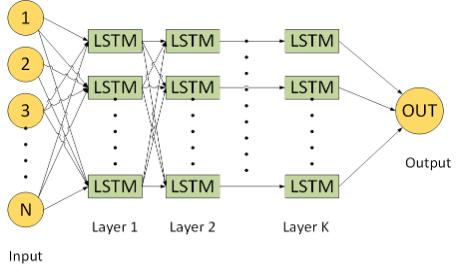 1
LSTM LSTM LSTM
2
LSTM LSTM LSTM
3
OUT
Output
LSTM LSTM LSTM
N
Layer 1 Layer 2 Layer K
Input